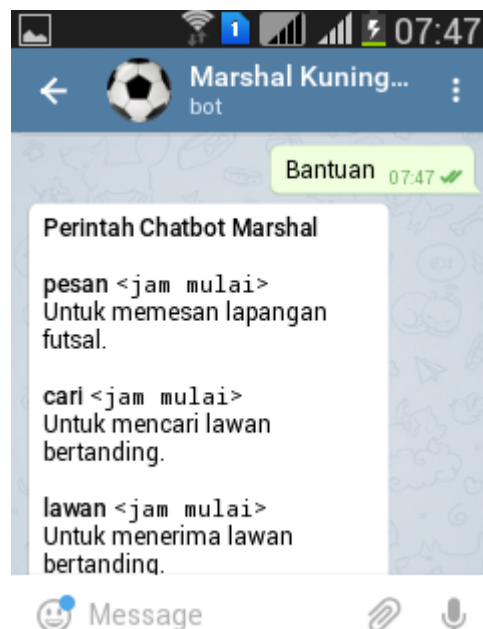 1 07:47
Marshal Kuning...
bot
Bantuan 07:47
Perintah Chatbot Marshal
pesan <jam mulai>
Untuk memesan lapangan
futsal.
cari <jam mulai>
Untuk mencari lawan
bertanding.
lawan <jam mulai>
Untuk menerima lawan
bertanding.
Message